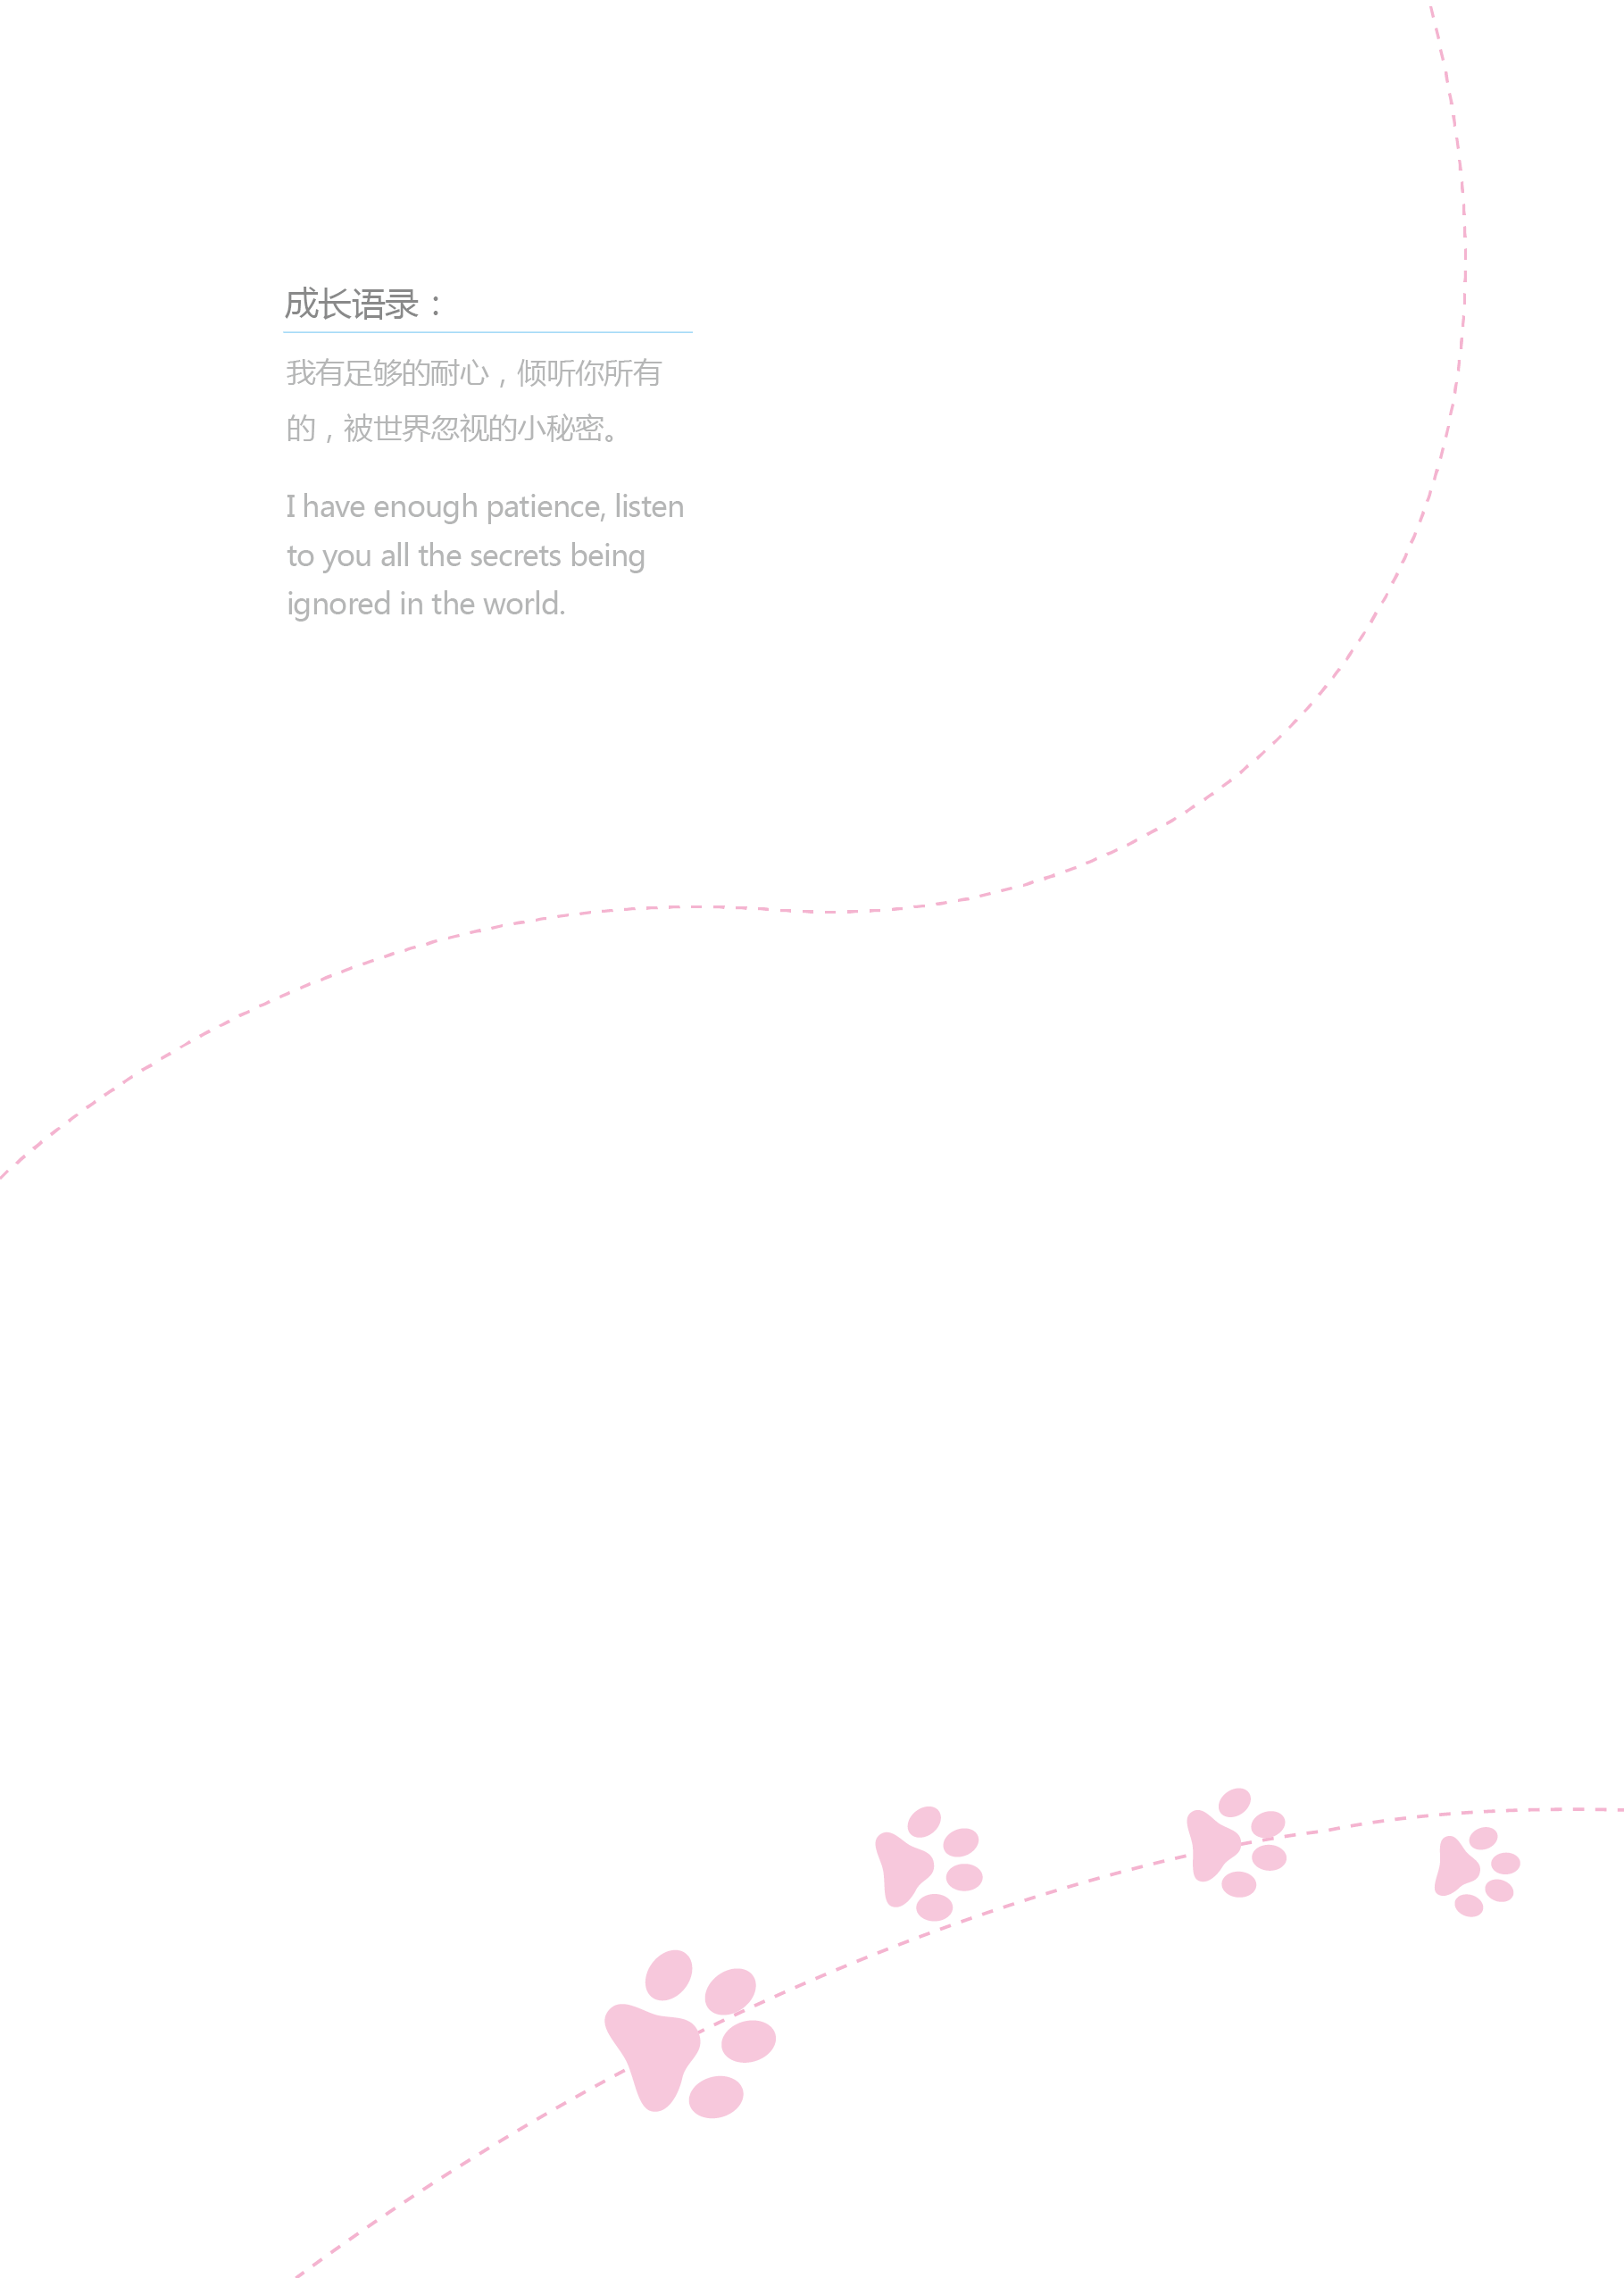 成长语录：
我有足够的耐心，倾听你所有
的，被世界忽视的小秘密。
I have enough patience, listen
to you all the secrets being
ignored in the world.